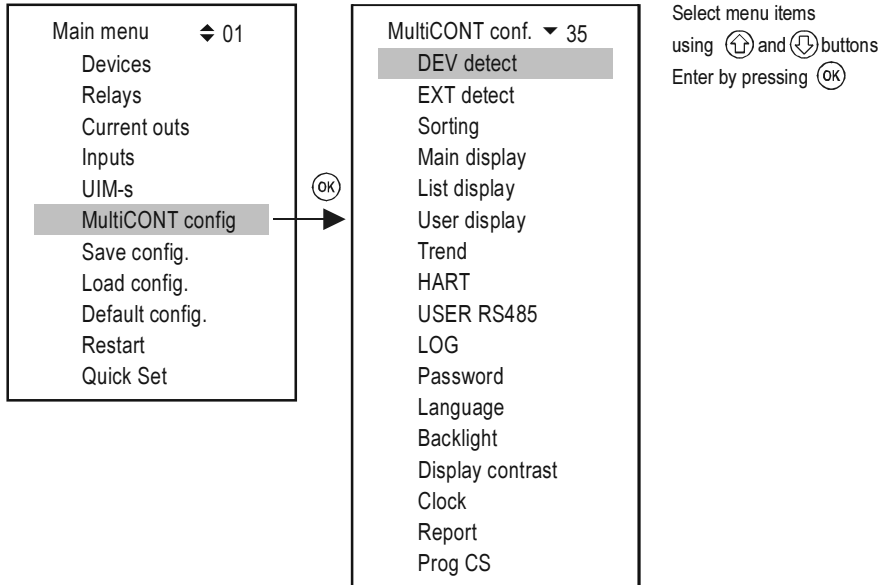 Main menu 01
Devices
Relays
Current outs
Inputs
UIM-s
MultiCONT config
Save config.
Load config.
Default config.
Restart
Quick Set
OK
MultiCONT conf. 35
DEV detect
EXT detect
Sorting
Main display
List display
User display
Trend
HART
USER RS485
LOG
Password
Language
Backlight
Display contrast
Clock
Report
Prog CS
Select menu items
using and buttons
Enter by pressing OK